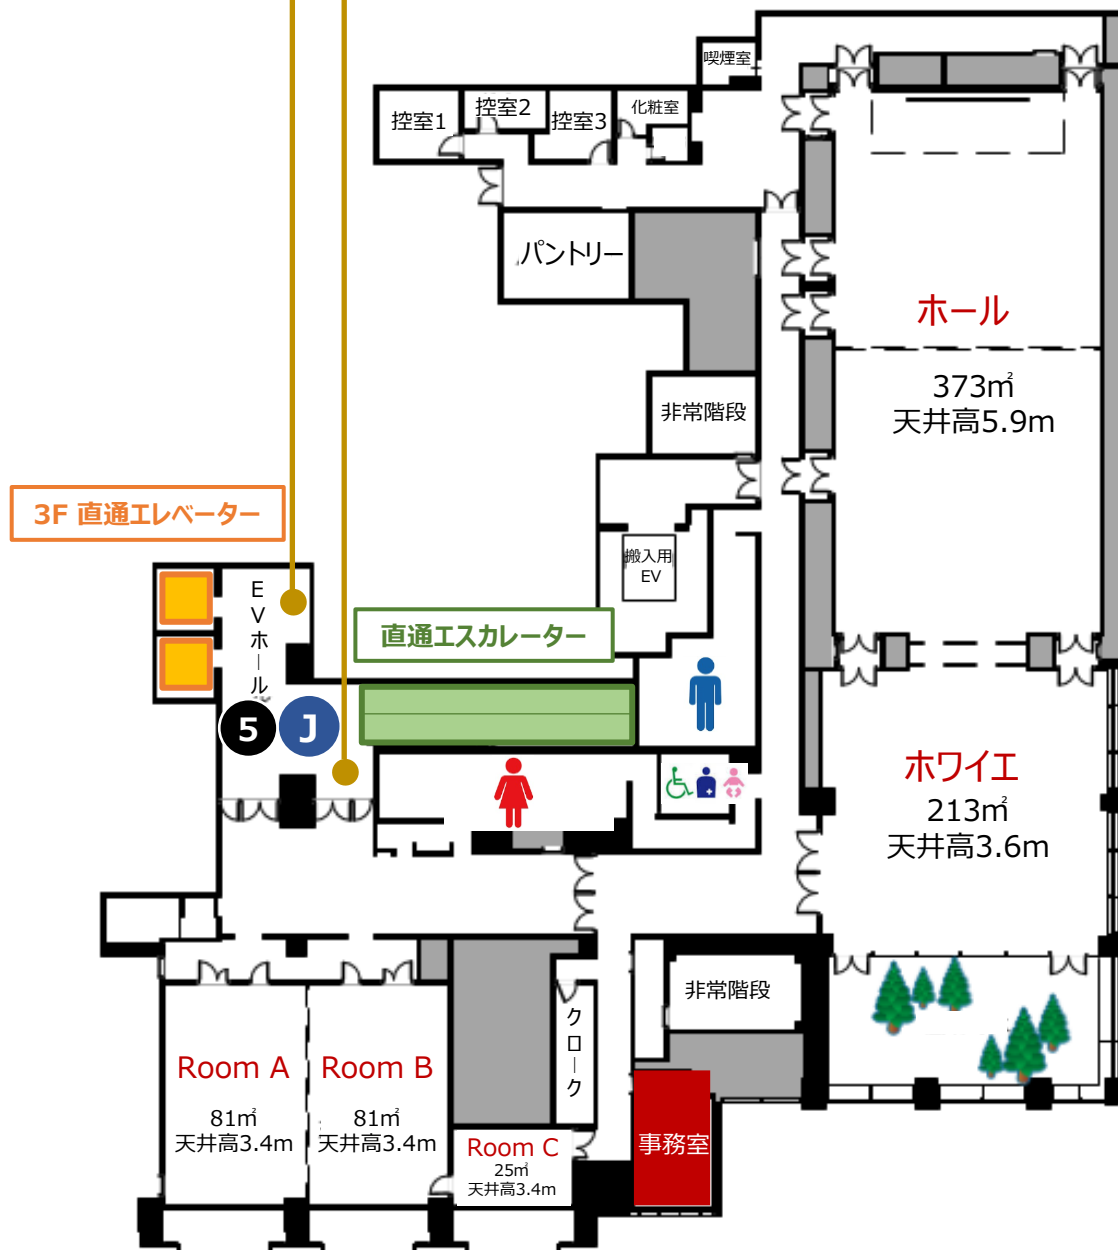 喫煙室
控室1
控室2
控室3
化粧室
パントリー
ホール
373㎡
天井高5.9m
非常階段
3F 直通エレベーター
搬入用
EV
EVホール
直通エスカレーター
5
J
ホワイエ
213㎡
天井高3.6m
非常階段
クローク
Room A
81㎡
天井高3.4m
Room B
81㎡
天井高3.4m
Room C
25㎡
天井高3.4m
事務室